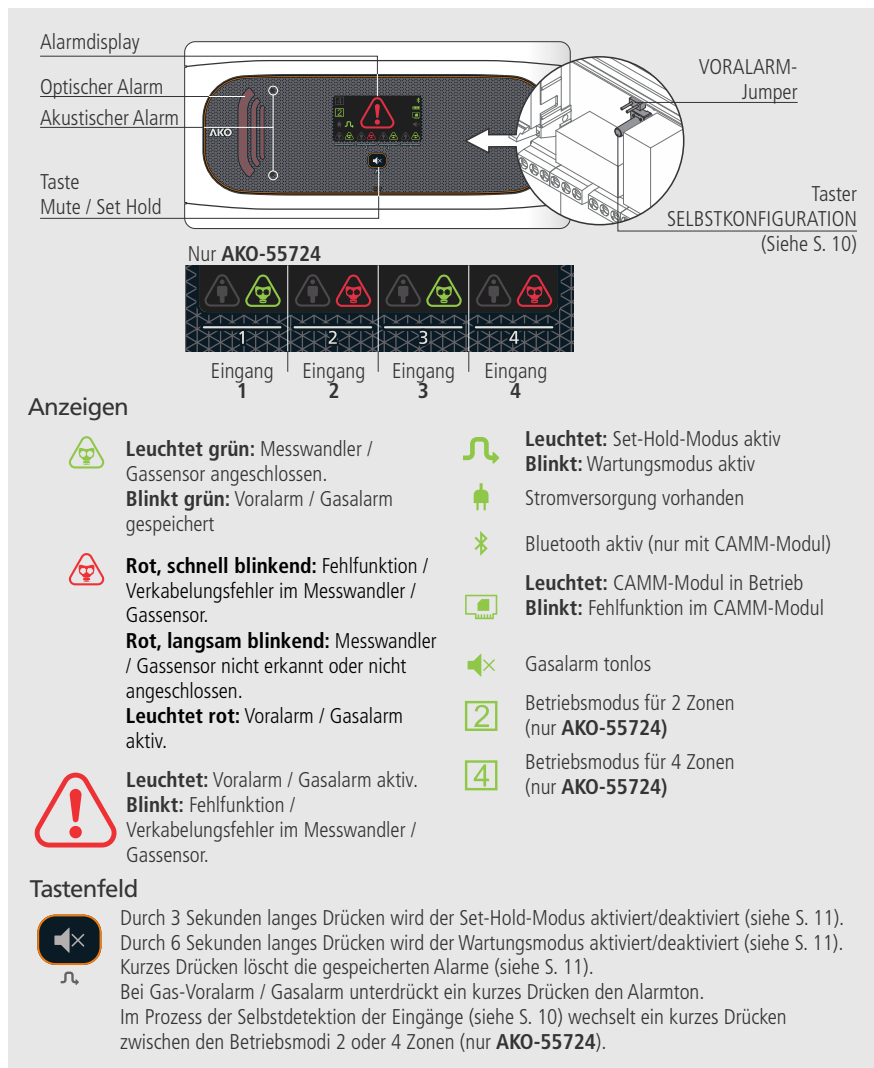 Alarmdisplay
Optischer Alarm
Akustischer Alarm
Taste
Mute / Set Hold
AKO
2
VORALARM-
Jumper
Taster
SELBSTKONFIGURATION
(Siehe S. 10)
Nur AKO-55724
1 2 3 4
Eingang Eingang Eingang Eingang
1 2 3 4
Anzeigen
Leuchtet grün: Messwandler /
Gassensor angeschlossen.
Blinkt grün: Voralarm / Gasalarm
gespeichert
Rot, schnell blinkend: Fehlfunktion /
Verkabelungsfehler im Messwandler /
Gassensor.
Rot, langsam blinkend: Messwandler
/ Gassensor nicht erkannt oder nicht
angeschlossen.
Leuchtet rot: Voralarm / Gasalarm
aktiv.
Leuchtet: Voralarm / Gasalarm aktiv.
Blinkt: Fehlfunktion /
Verkabelungsfehler im Messwandler /
Gassensor.
Leuchtet: Set-Hold-Modus aktiv
Blinkt: Wartungsmodus aktiv
Stromversorgung vorhanden
Bluetooth aktiv (nur mit CAMM-Modul)
Leuchtet: CAMM-Modul in Betrieb
Blinkt: Fehlfunktion im CAMM-Modul
Gasalarm tonlos
2
Betriebsmodus für 2 Zonen
(nur AKO-55724)
4
Betriebsmodus für 4 Zonen
(nur AKO-55724)
Tastenfeld
Durch 3 Sekunden langes Drücken wird der Set-Hold-Modus aktiviert/deaktiviert (siehe S. 11).
Durch 6 Sekunden langes Drücken wird der Wartungsmodus aktiviert/deaktiviert (siehe S. 11).
Kurzes Drücken löscht die gespeicherten Alarme (siehe S. 11).
Bei Gas-Voralarm / Gasalarm unterdrückt ein kurzes Drücken den Alarmton.
Im Prozess der Selbstdetektion der Eingänge (siehe S. 10) wechselt ein kurzes Drücken
zwischen den Betriebsmodi 2 oder 4 Zonen (nur AKO-55724).